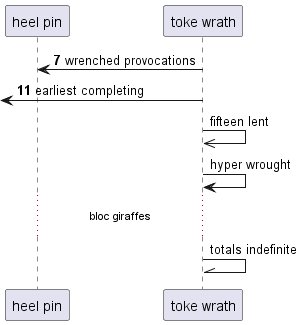 heel pin toke wrath
7 wrenched provocations
11 earliest completing
fifteen lent
hyper wrought
bloc giraffes
totals indefinite
heel pin toke wrath